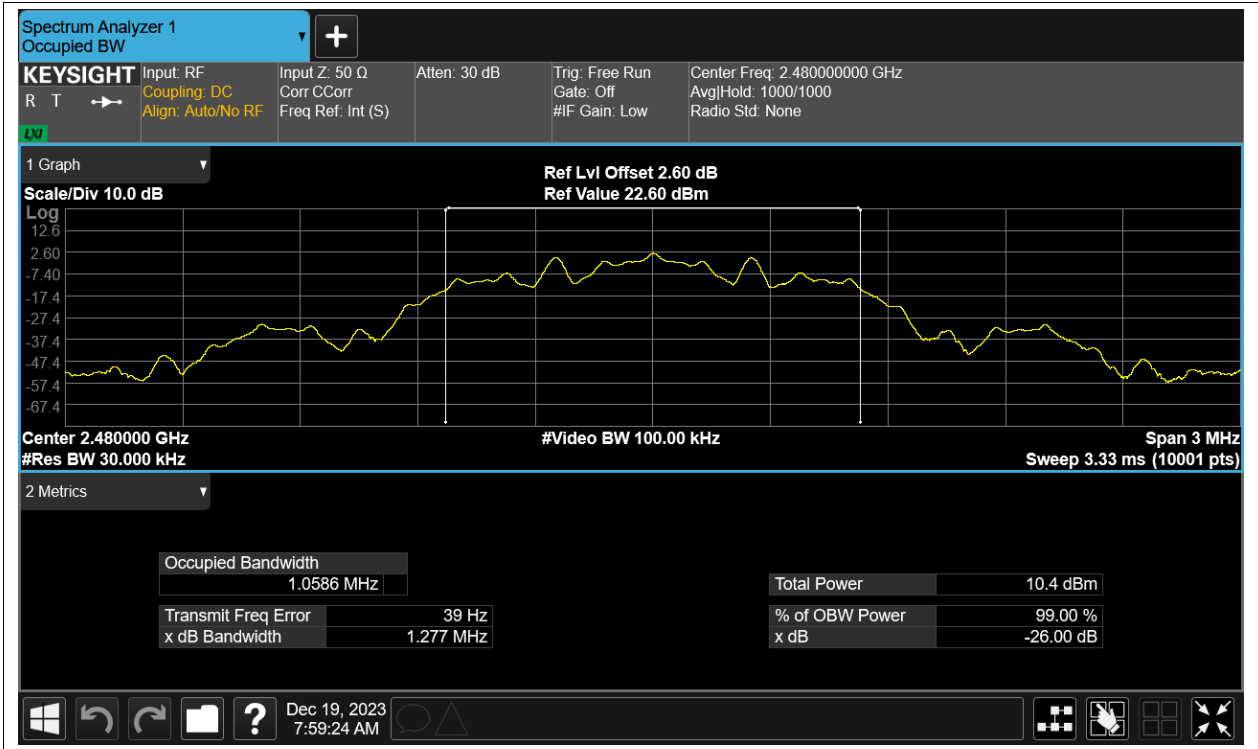 Spectrum Analyzer 1
Occupied BW
KEYSIGHT
R T
LXI
Input: RF
Coupling: DC
Align: Auto/No RF
Input Z: 50 Ω
Corr CCorr
Freq Ref: Int (S)
Atten: 30 dB
Trig: Free Run
Gate: Off
#IF Gain: Low
Center Freq: 2.480000000 GHz
Avg|Hold: 1000/1000
Radio Std: None
1 Graph
Scale/Div 10.0 dB
Ref Lvl Offset 2.60 dB
Ref Value 22.60 dBm
Log
12.6
2.60
-7.40
-17.4
-27.4
-37.4
-47.4
-57.4
-67.4
Center 2.480000 GHz
#Res BW 30.000 kHz
#Video BW 100.00 kHz
Span 3 MHz
Sweep 3.33 ms (10001 pts)
2 Metrics
Occupied Bandwidth
1.0586 MHz
Transmit Freq Error 39 Hz
x dB Bandwidth 1.277 MHz
Total Power 10.4 dBm
% of OBW Power 99.00 %
x dB -26.00 dB
?
Dec 19, 2023
7:59:24 AM